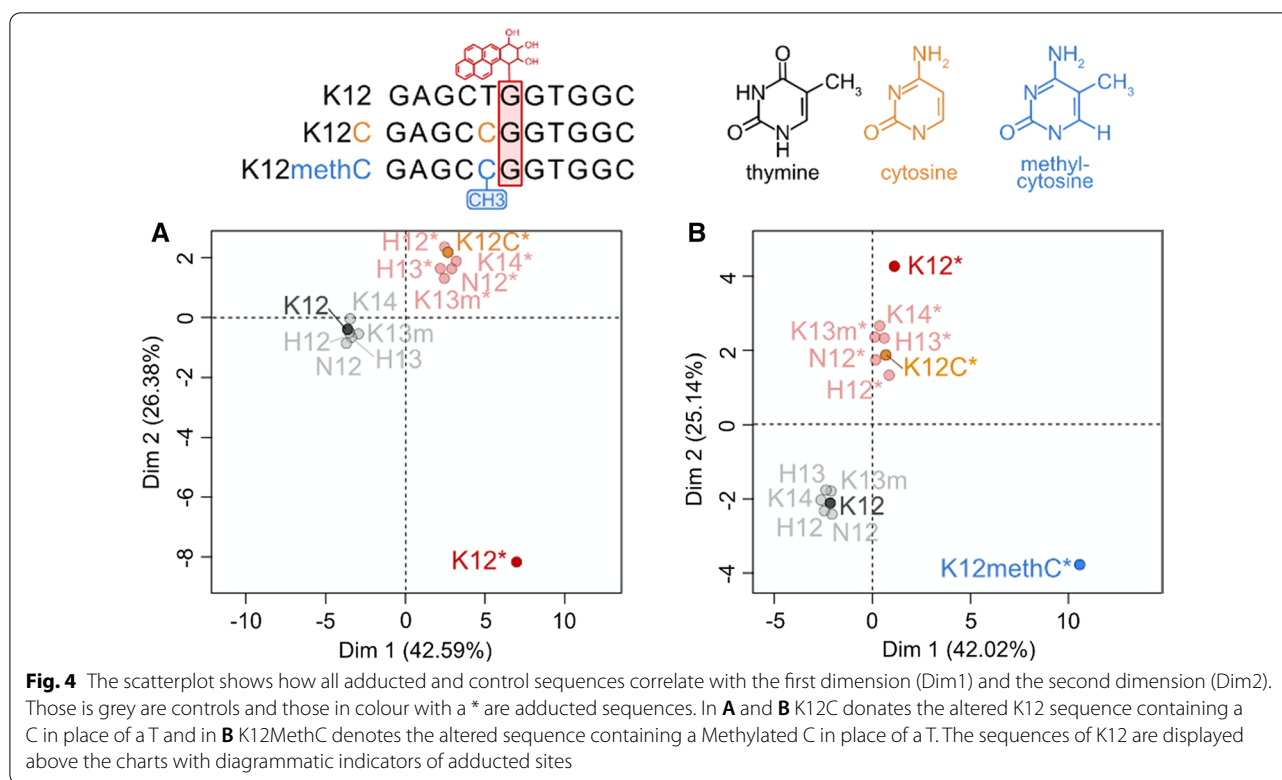 OH
OH
OH
K12 GAGCTGGTGGC
K12C GAGCCGGTGGC
K12methC GAGCCGGTGGC
CH3
O
CH3
HN
O
N
H
thymine
NH2
N
O
N
H
cytosine
NH2
N
CH3
O
N
H
H
methyl-
cytosine
A
2
0
-2
-4
-6
-8
Dim 2 (26.38%)
H12* K12C*
H13* K14*
N12*
K13m*
K12 K14
H12 K13m
N12 H13
K12*
-10 -5 0 5 10
Dim 1 (42.59%)
B
4
2
0
-2
-4
Dim 2 (25.14%)
K12*
K14*
K13m* H13*
N12* K12C*
H12*
H13 K13m
K14 K12
H12 N12
K12methC*
-5 0 5 10
Dim 1 (42.02%)
Fig. 4 The scatterplot shows how all adducted and control sequences correlate with the first dimension (Dim1) and the second dimension (Dim2).
Those is grey are controls and those in colour with a * are adducted sequences. In A and B K12C donates the altered K12 sequence containing a
C in place of a T and in B K12MethC denotes the altered sequence containing a Methylated C in place of a T. The sequences of K12 are displayed
above the charts with diagrammatic indicators of adducted sites